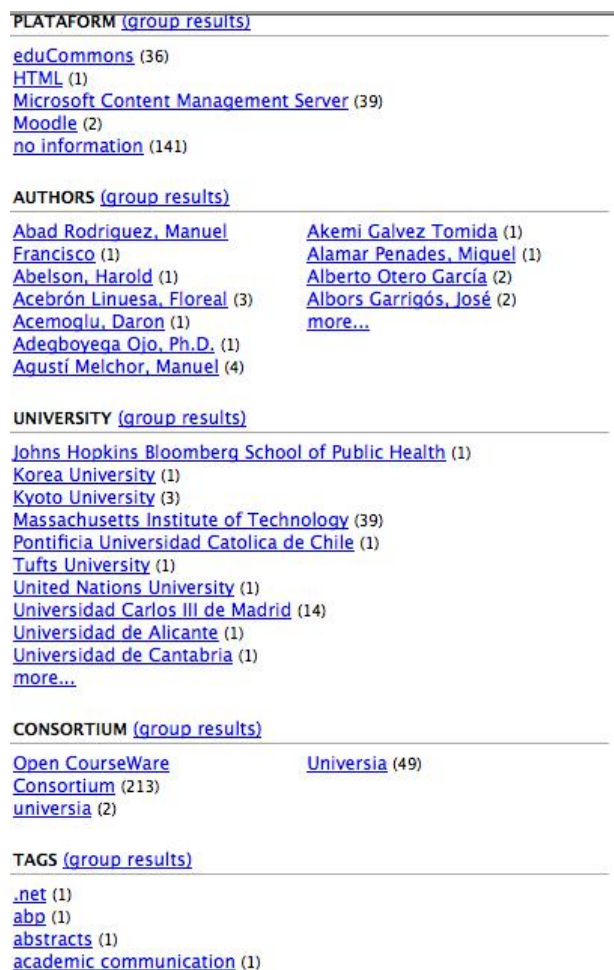 PLATAFORM (group results)
eduCommons (36)
HTML (1)
Microsoft Content Management Server (39)
Moodle (2)
no information (141)
AUTHORS (group results)
Abad Rodriguez, Manuel
Francisco (1)
Abelson, Harold (1)
Acebrón Linuesa, Floreal (3)
Acemoglu, Daron (1)
Adegboyega Ojo, Ph.D. (1)
Agustí Melchor, Manuel (4)
Akemi Galvez Tomida (1)
Alamar Penades, Miguel (1)
Alberto Otero García (2)
Albors Garrigós, José (2)
more...
UNIVERSITY (group results)
Johns Hopkins Bloomberg School of Public Health (1)
Korea University (1)
Kyoto University (3)
Massachusetts Institute of Technology (39)
Pontificia Universidad Catolica de Chile (1)
Tufts University (1)
United Nations University (1)
Universidad Carlos III de Madrid (14)
Universidad de Alicante (1)
Universidad de Cantabria (1)
more...
CONSORTIUM (group results)
Open CourseWare
Consortium (213)
universia (2)
Universia (49)
TAGS (group results)
.net (1)
abp (1)
abstracts (1)
academic communication (1)